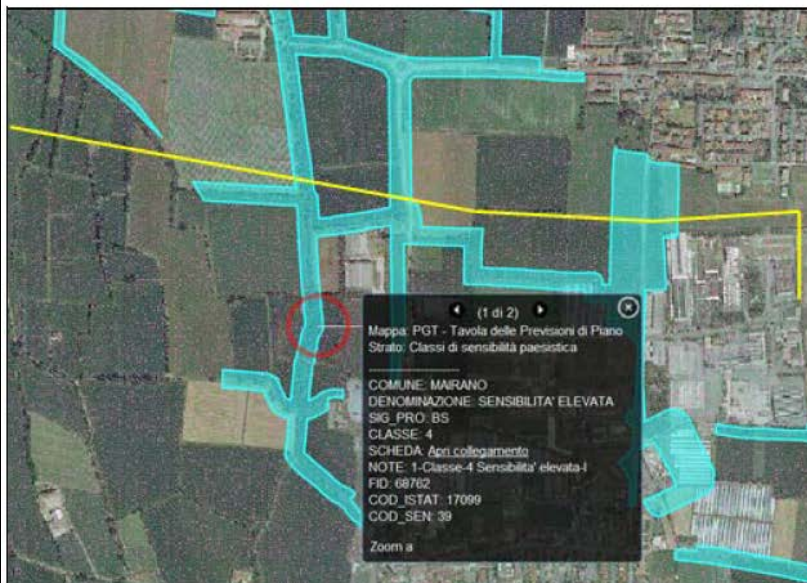 (1 di 2)
Mappa: PGT - Tavola delle Previsioni di Piano
Strato: Classi di sensibilità paesistica
COMUNE: MAIRANO
DENOMINAZIONE: SENSIBILITA' ELEVATA
SIG_PRO: BS
CLASSE: 4
SCHEDA: Apri collegamento
NOTE: 1-Classe-4 Sensibilita' elevata-I
FID: 68762
COD_ISTAT: 17099
COD_SEN: 39
Zoom a